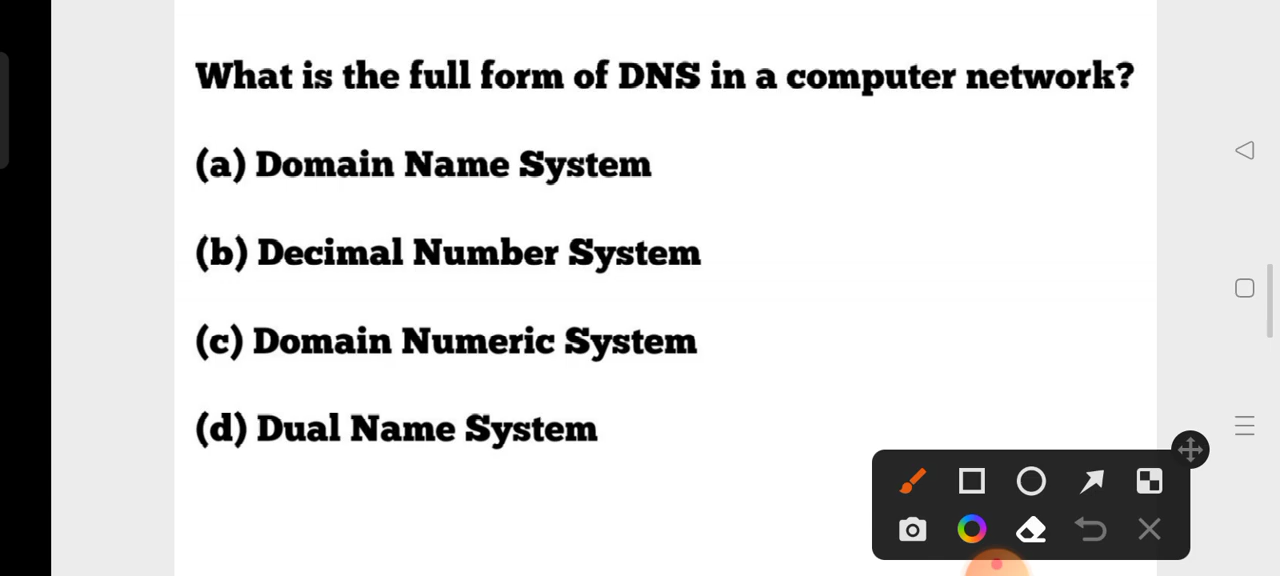 What is the full form of DNS in a computer network?
(a) Domain Name System
(b) Decimal Number System
(c) Domain Numeric System
(d) Dual Name System